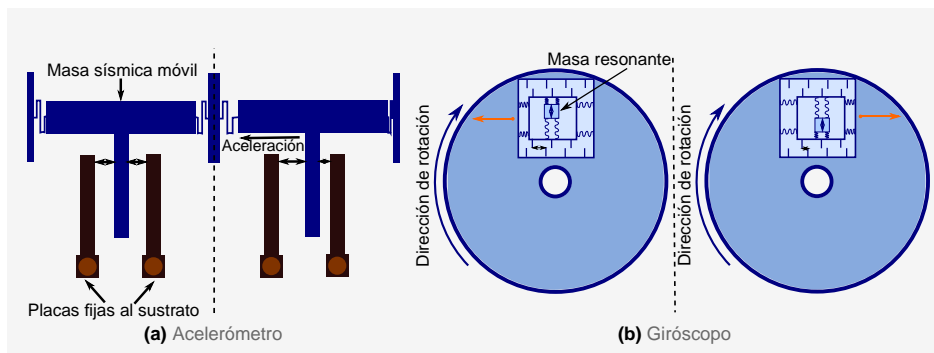 Masa sísmica móvil
Aceleración
Placas fijas al sustrato
(a) Acelerómetro
Masa resonante
Dirección de rotación
Dirección de rotación
(b) Giróscopo